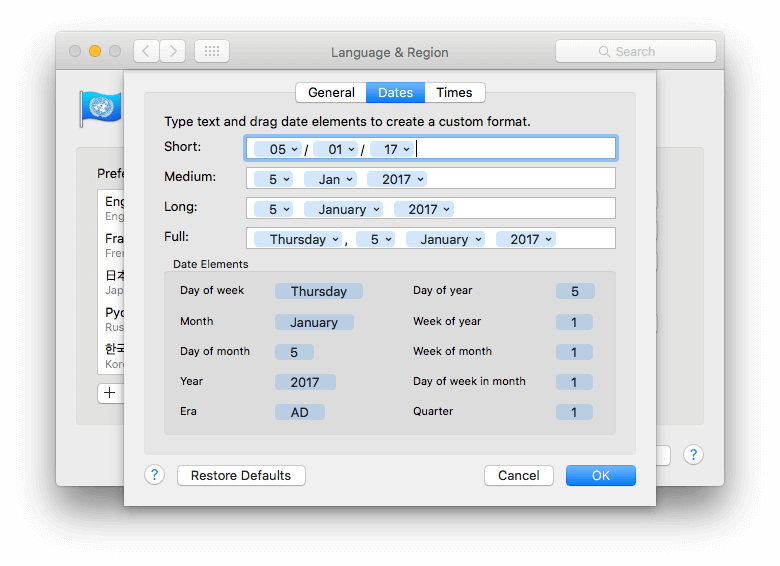 Language & Region
Search
General Dates Times
Type text and drag date elements to create a custom format.
Short: 05 / 01 / 17
Medium: 5 Jan 2017
Long: 5 January 2017
Full: Thursday , 5 January 2017
Date Elements
Day of week Thursday Day of year 5
Month January Week of year 1
Day of month 5 Week of month 1
Year 2017 Day of week in month 1
Era AD Quarter 1
? Restore Defaults Cancel OK
Prefe
Eng
Eng
Fra
Fren
日本
Japa
Рус
Rus
한국
Kore
+
?